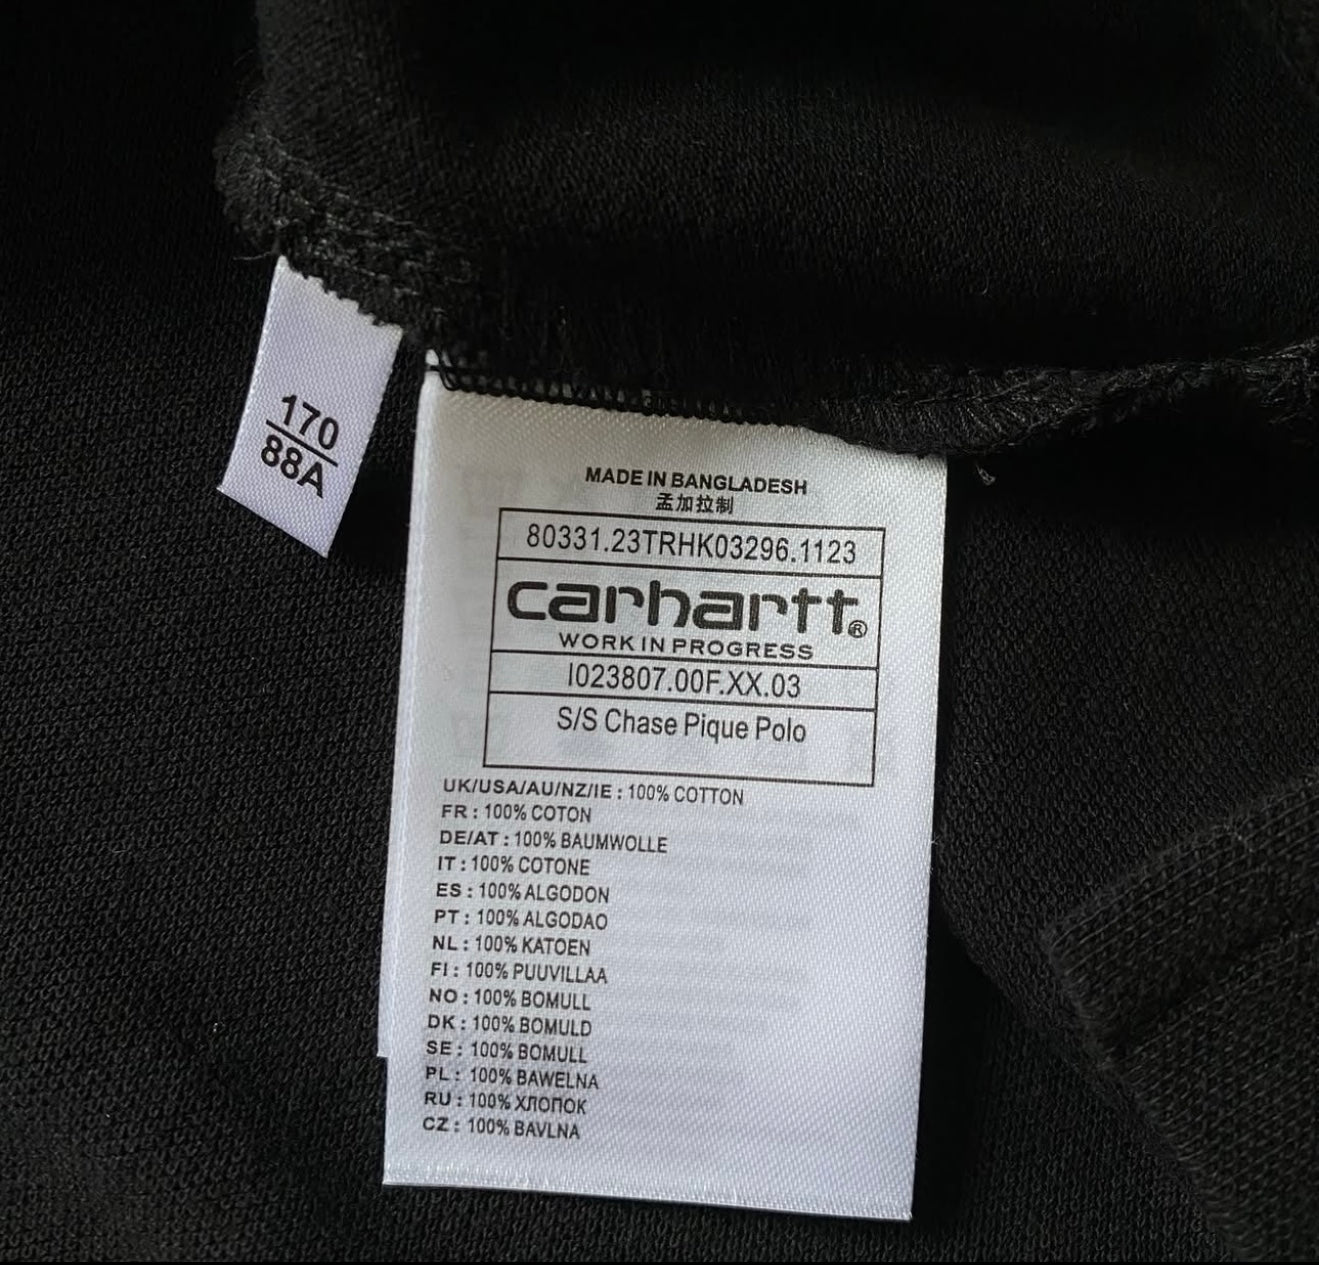 170
88A
MADE IN BANGLADESH
孟加拉制
80331.23TRHK03296.1123
carhartt®
WORK IN PROGRESS
I023807.00F.XX.03
S/S Chase Pique Polo
UK/USA/AU/NZ/IE : 100% COTTON
FR : 100% COTON
DE/AT : 100% BAUMWOLLE
IT : 100% COTONE
ES : 100% ALGODON
PT : 100% ALGODAO
NL : 100% KATOEN
FI : 100% PUUVILLAA
NO : 100% BOMULL
DK : 100% BOMULD
SE : 100% BOMULL
PL : 100% BAWELNA
RU : 100% ХЛОПОК
CZ : 100% BAVLNA